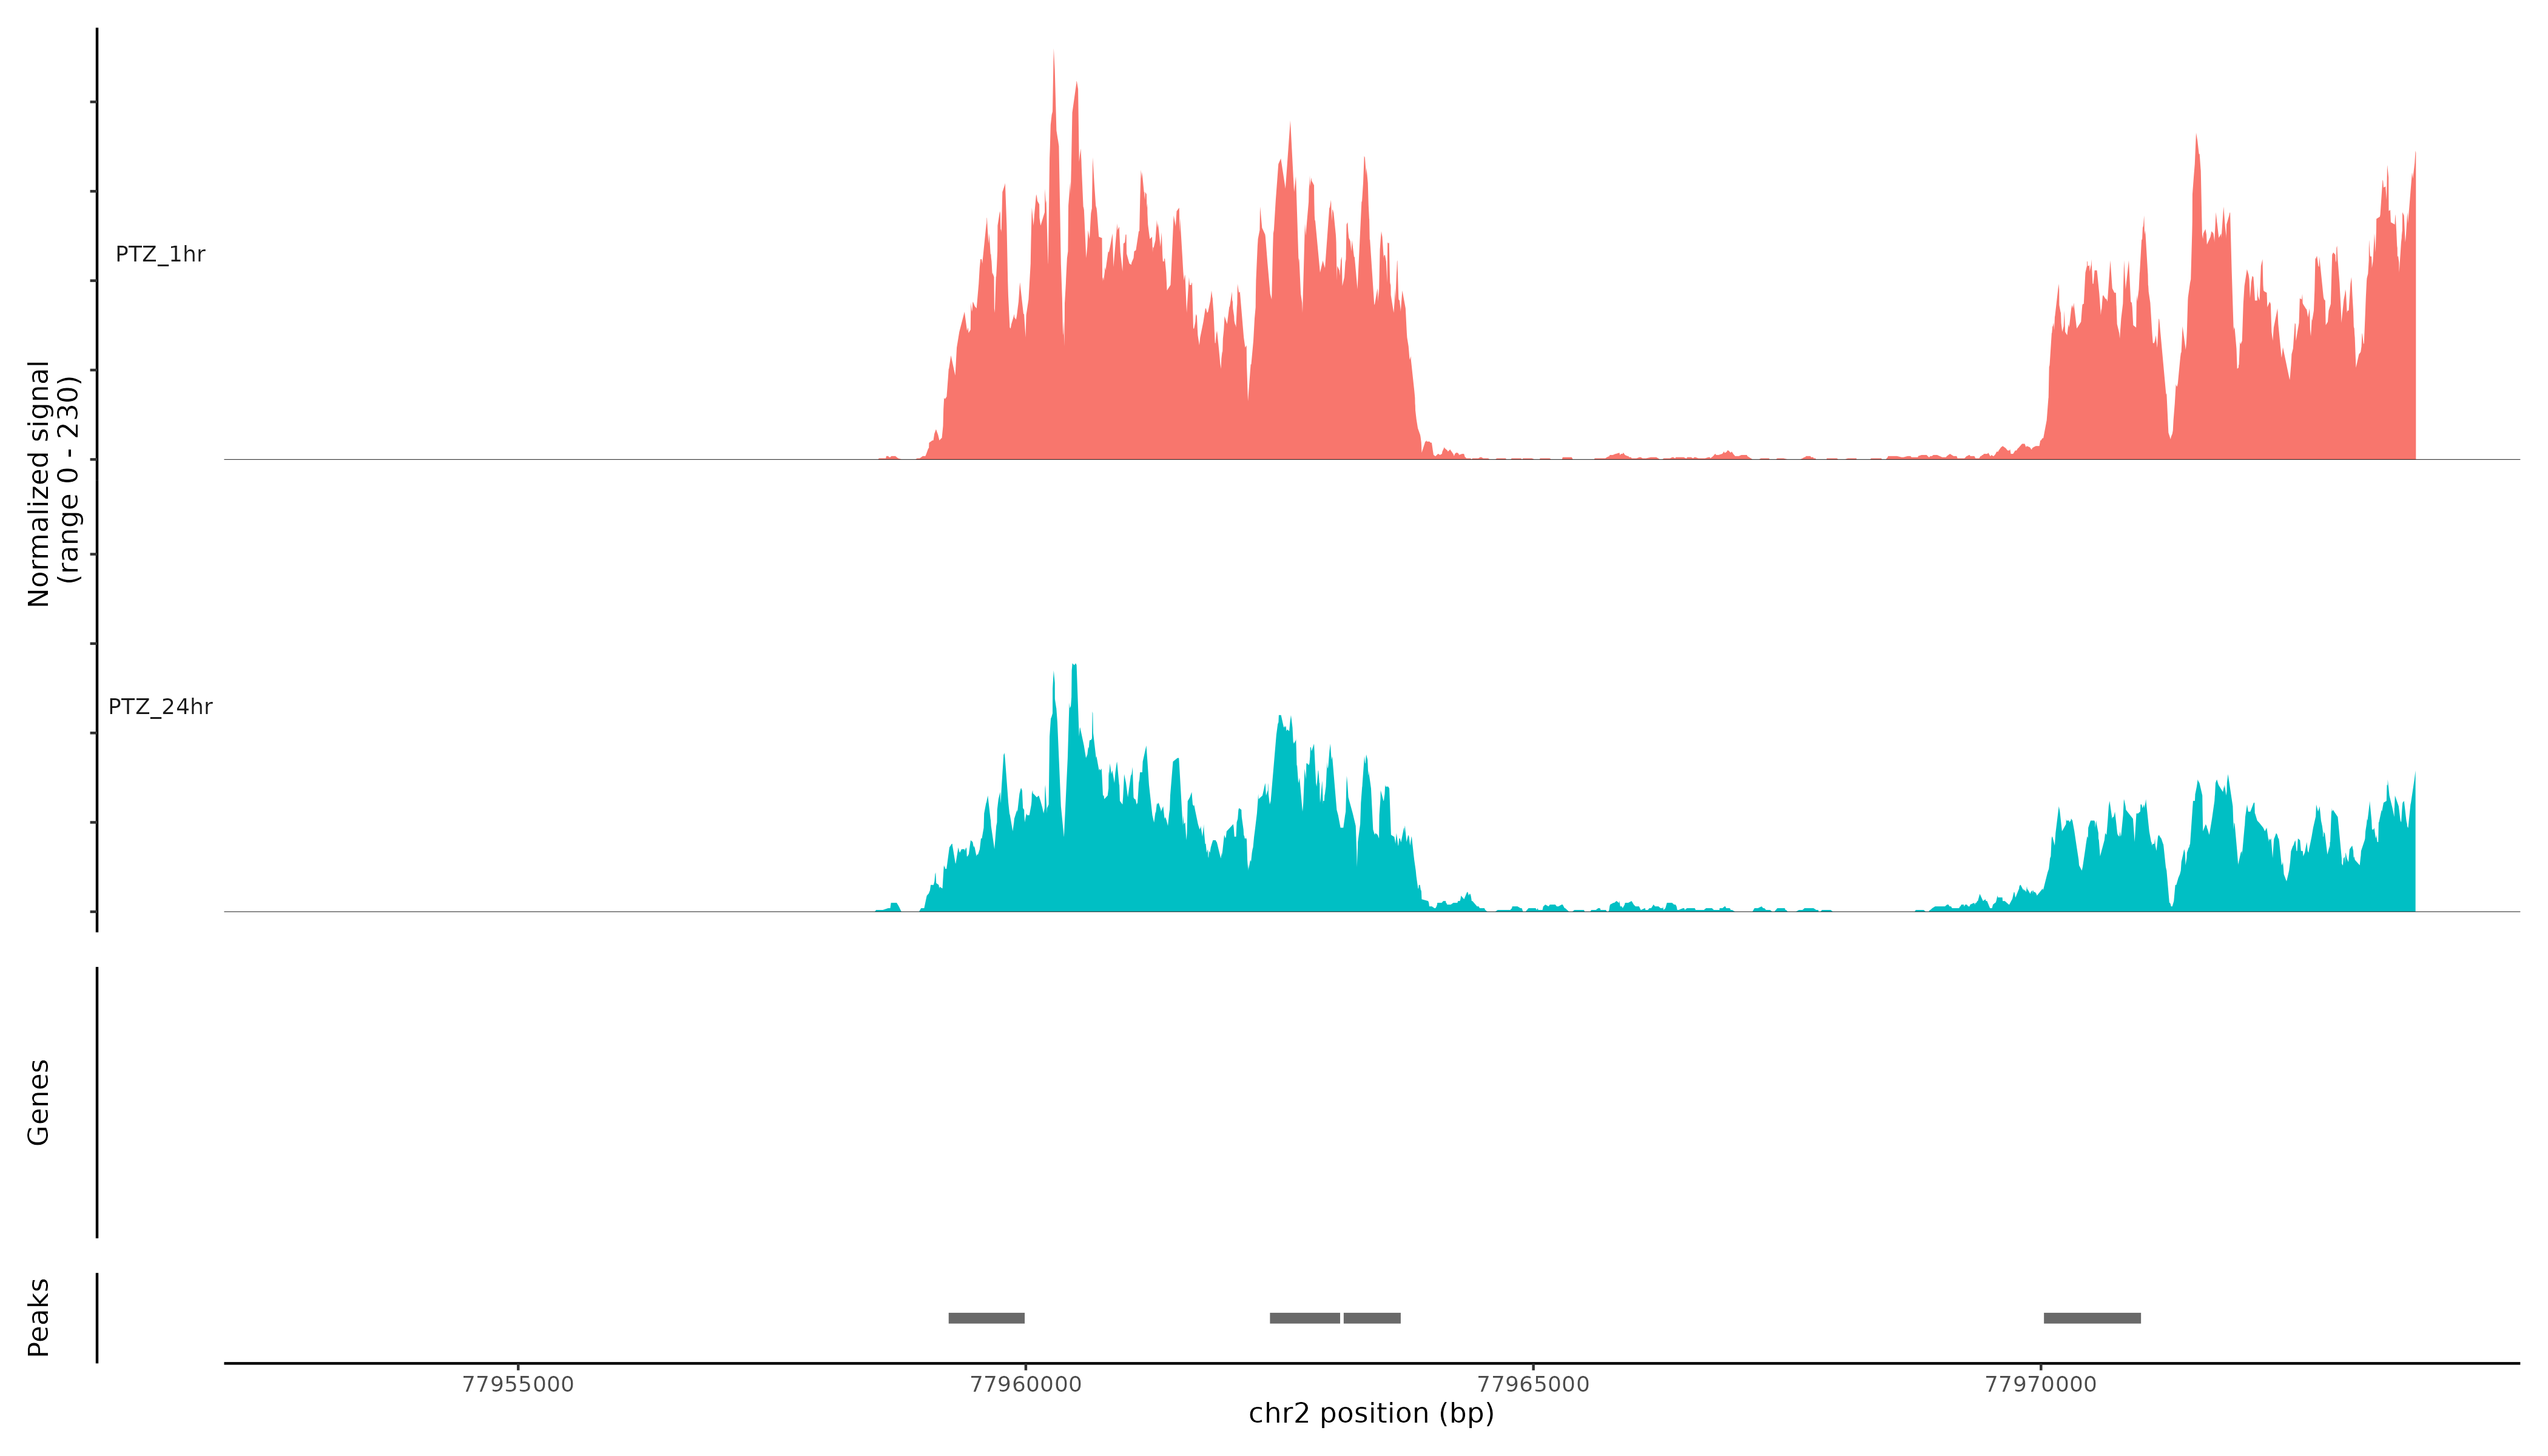 Normalized signal
(range 0 - 230)
PTZ_1hr
PTZ_24hr
Genes
Peaks
77955000
77960000
77965000
77970000
chr2 position (bp)